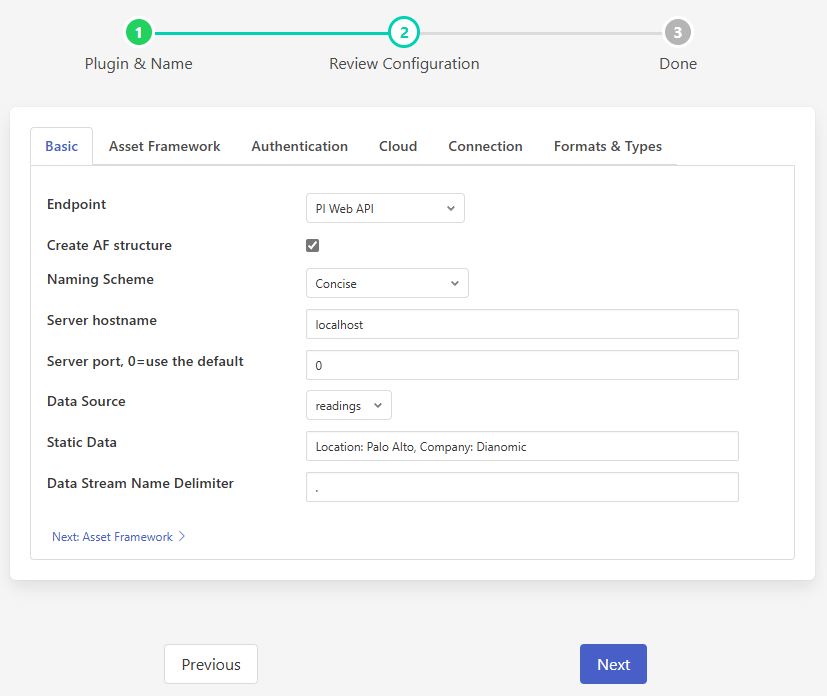 1 2 3
Plugin & Name Review Configuration Done
Basic Asset Framework Authentication Cloud Connection Formats & Types
Endpoint PI Web API
Create AF structure
Naming Scheme Concise
Server hostname localhost
Server port, 0=use the default 0
Data Source readings
Static Data Location: Palo Alto, Company: Dianomic
Data Stream Name Delimiter .
Next: Asset Framework
Previous Next